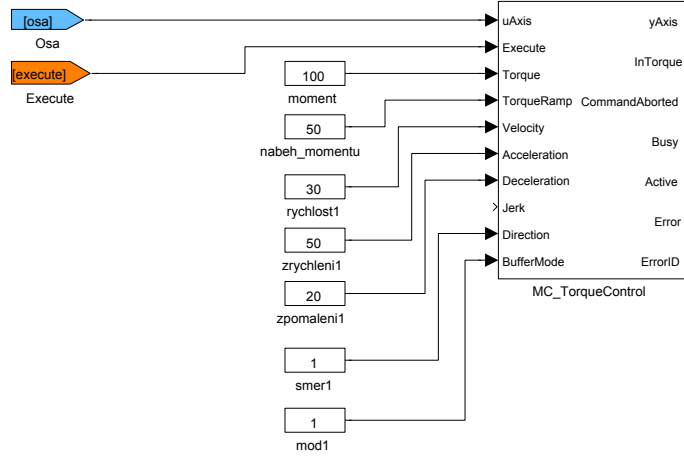 [osa]
Osa
[execute]
Execute
100
moment
50
nabeh_momentu
30
rychlost1
50
zrychleni1
20
zpomaleni1
1
smer1
1
mod1
uAxis
Execute
Torque
TorqueRamp
Velocity
Acceleration
Deceleration
Jerk
Direction
BufferMode
yAxis
InTorque
CommandAborted
Busy
Active
Error
ErrorID
MC_TorqueControl